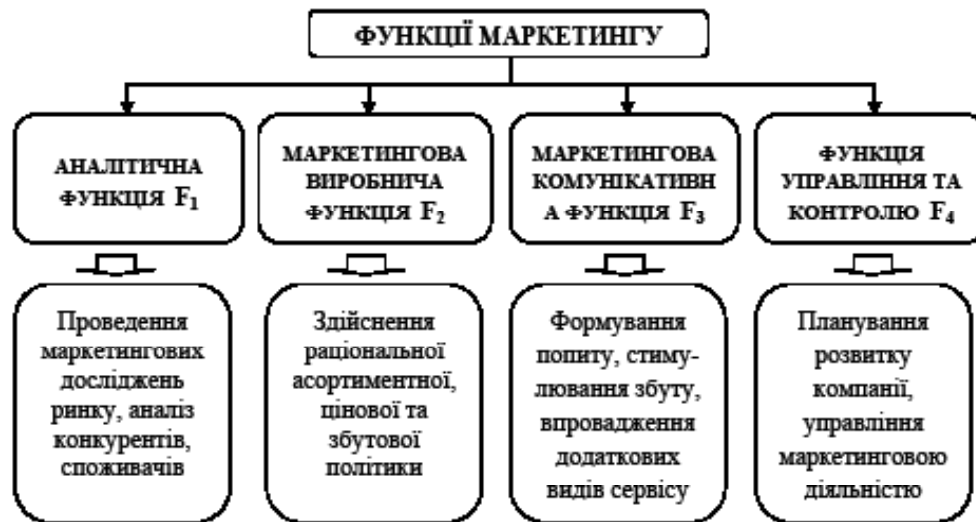 ФУНКЦІЇ МАРКЕТИНГУ
АНАЛІТИЧНА
ФУНКЦІЯ F₁
МАРКЕТИНГОВА
ВИРОБНИЧА
ФУНКЦІЯ F₂
МАРКЕТИНГОВА
КОМУНІКАТИВН
А ФУНКЦІЯ F₃
ФУНКЦІЯ
УПРАВЛІННЯ ТА
КОНТРОЛЮ F₄
Проведення
маркетингових
досліджень
ринку, аналіз
конкурентів,
споживачів
Здійснення
раціональної
асортиментної,
цінової та
збутової
політики
Формування
попиту, стиму-
лювання збуту,
впровадження
додаткових
видів сервісу
Планування
розвитку
компанії,
управління
маркетинговою
діяльністю